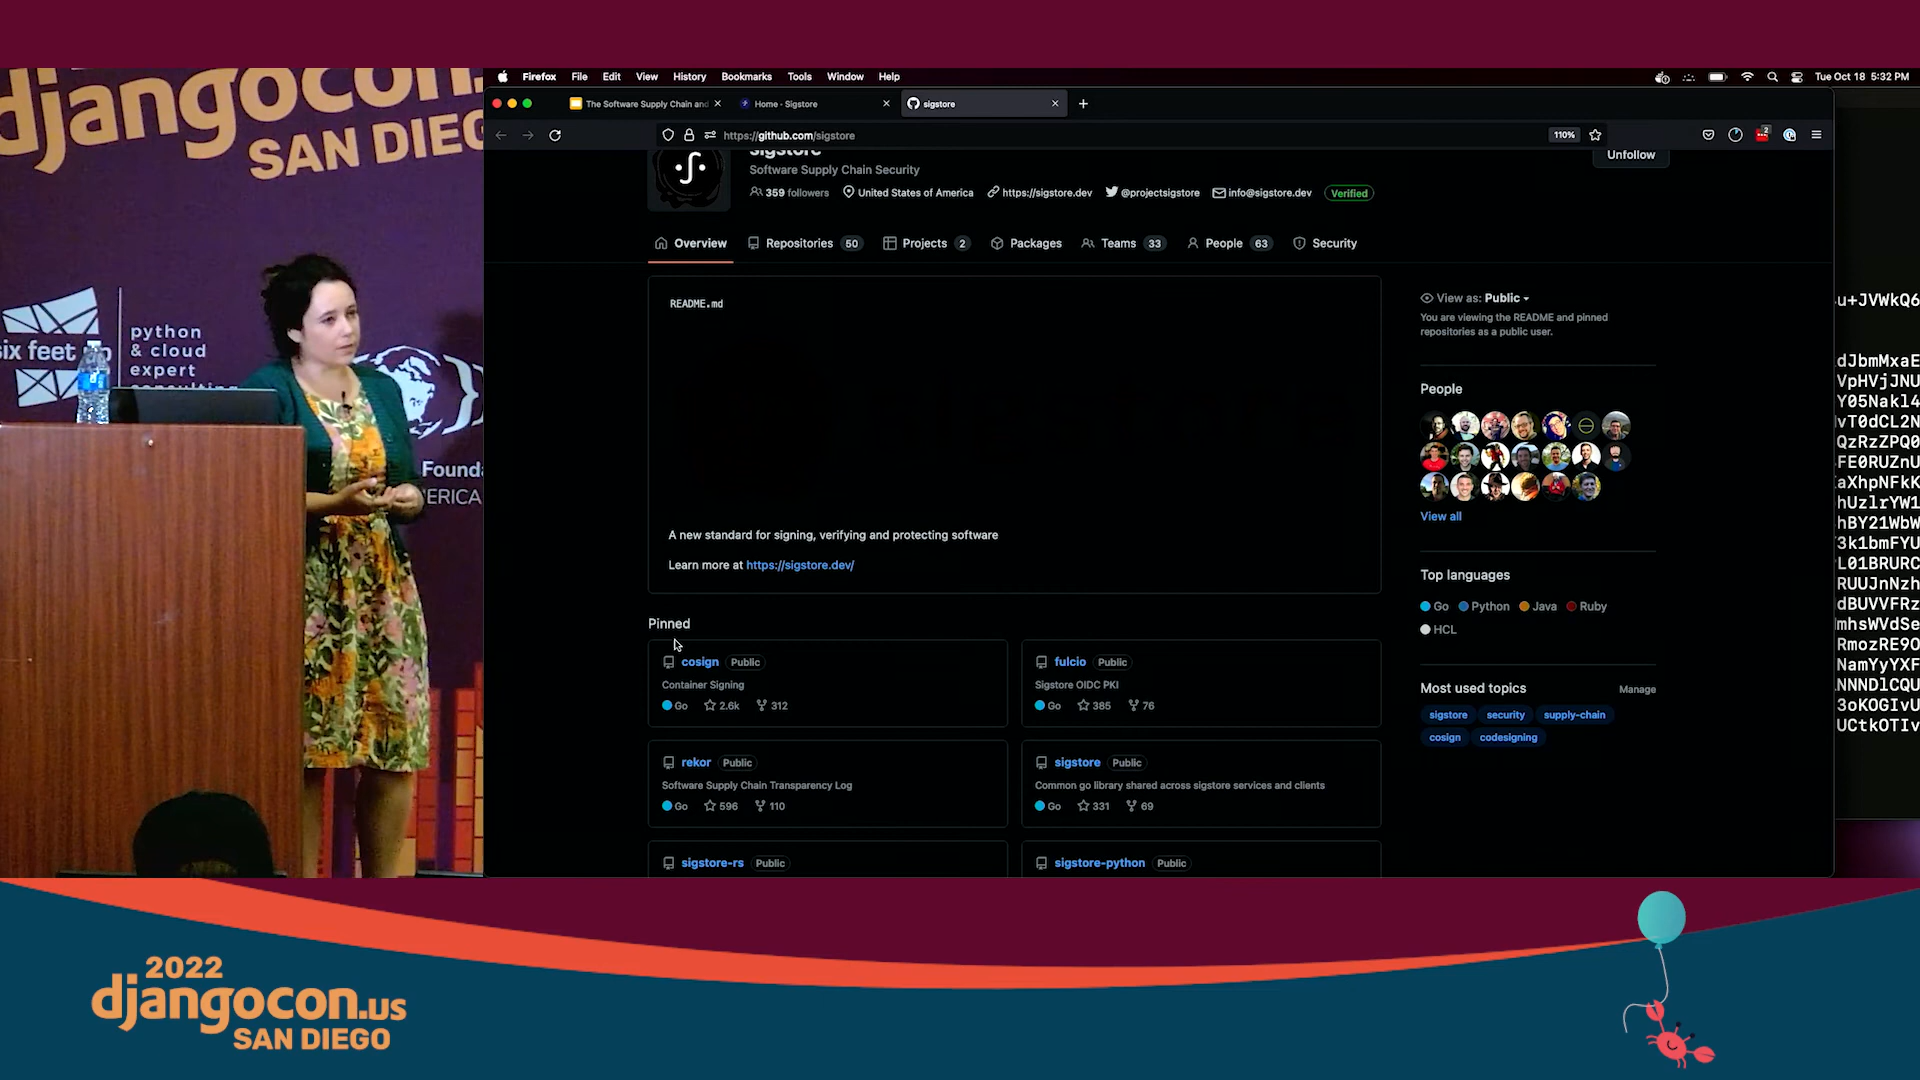 djangocon
SAN DIEG
six feet up
python
& cloud
expert
consulting
Founda
ERICA
Firefox File Edit View History Bookmarks Tools Window Help
Tue Oct 18 5:32 PM
The Software Supply Chain and
Home - Sigstore
sigstore
https://github.com/sigstore
110%
2
sigstore
Unfollow
Software Supply Chain Security
359 followers United States of America https://sigstore.dev @projectsigstore info@sigstore.dev Verified
Overview Repositories 50 Projects 2 Packages Teams 33 People 63 Security
README.md
A new standard for signing, verifying and protecting software
Learn more at https://sigstore.dev/
Pinned
cosign Public
Container Signing
Go 2.6k 312
fulcio Public
Sigstore OIDC PKI
Go 385 76
rekor Public
Software Supply Chain Transparency Log
Go 596 110
sigstore Public
Common go library shared across sigstore services and clients
Go 331 69
sigstore-rs Public
sigstore-python Public
View as: Public
You are viewing the README and pinned
repositories as a public user.
People
View all
Top languages
Go Python Java Ruby
HCL
Most used topics Manage
sigstore security supply-chain
cosign codesigning
u+JVWkQ6
dJbmMxaE
VpHVjJNU
Y05Nakl4
vT0dCL2N
QzRzZPQ0
FE0RUZnU
aXhpNFkK
hUzlrYW1
hBY21WbW
3k1bmFYU
L01BRURC
RUUJnNzh
dBUVVFRz
mhsWVdSe
RmozRE9O
NamYyYXF
NNNDlCQU
3oKOGIvU
UCtkOTIv
2022
djangocon.us
SAN DIEGO